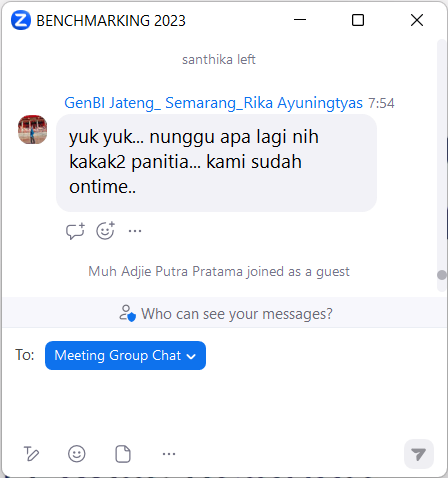 BENCHMARKING 2023
santhika left
GenBI Jateng_ Semarang_Rika Ayuningtyas 7:54
yuk yuk... nunggu apa lagi nih
kakak2 panitia... kami sudah
ontime..
Muh Adjie Putra Pratama joined as a guest
Who can see your messages?
To: Meeting Group Chat